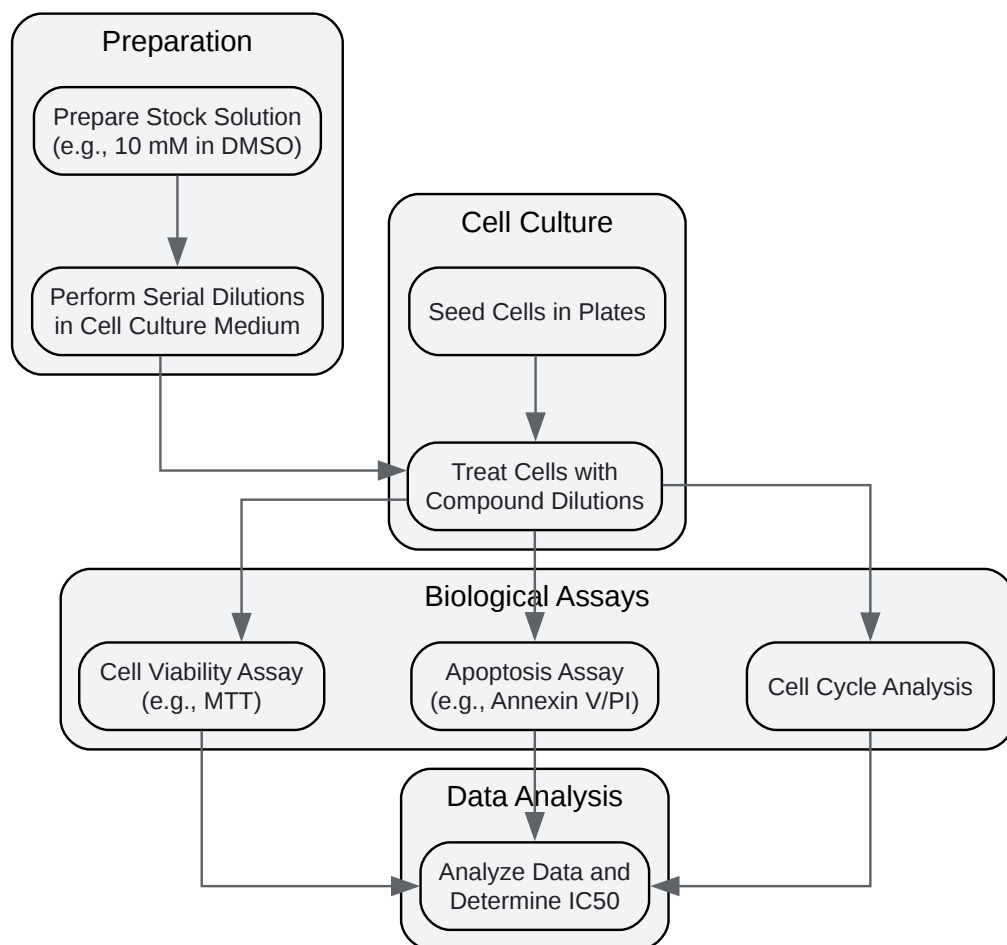 Preparation
Prepare Stock Solution
(e.g., 10 mM in DMSO)
Perform Serial Dilutions
in Cell Culture Medium
Cell Culture
Seed Cells in Plates
Treat Cells with
Compound Dilutions
Biological Assays
Cell Viability Assay
(e.g., MTT)
Apoptosis Assay
(e.g., Annexin V/PI)
Cell Cycle Analysis
Data Analysis
Analyze Data and
Determine IC50